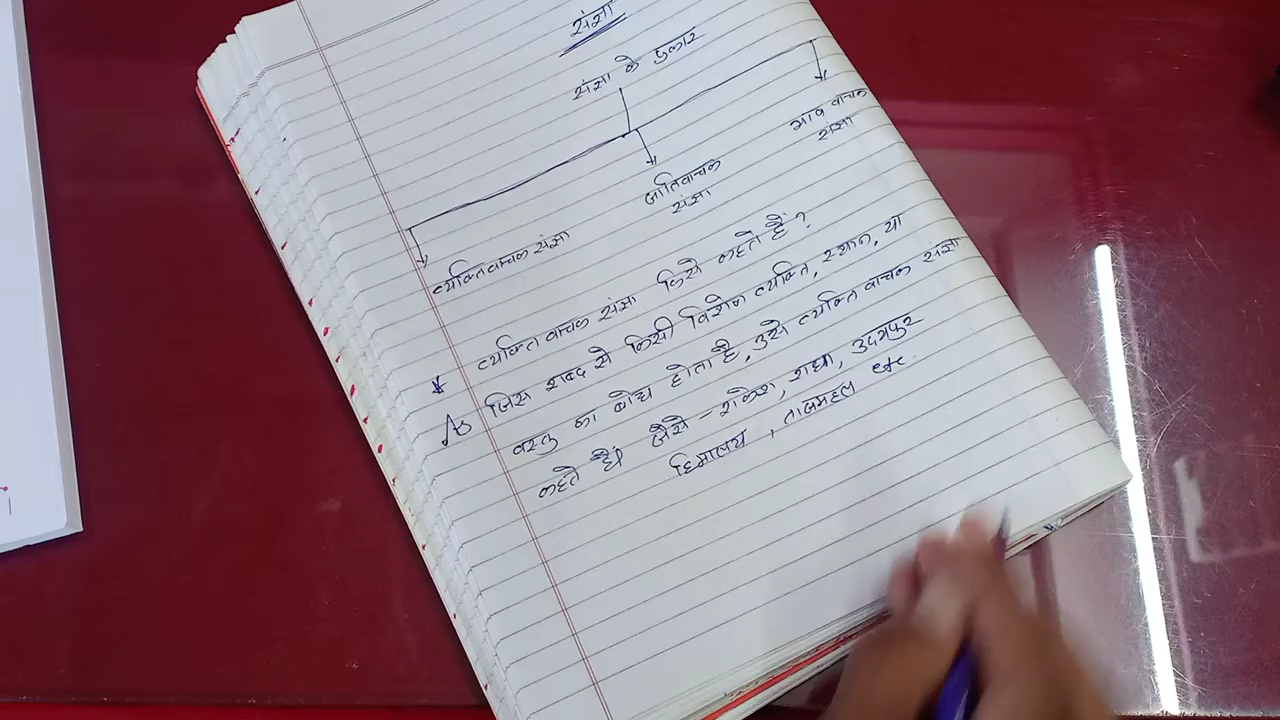 संज्ञा
संज्ञा के प्रकार
भाव वाचक
संज्ञा
जातिवाचक
संज्ञा
व्यक्तिवाचक संज्ञा
* व्यक्ति वाचक संज्ञा किसे कहते हैं?
जिस शब्द से किसी विशेष व्यक्ति, स्थान, या
वस्तु का बोध होता है, उसे व्यक्ति वाचक संज्ञा
कहते हैं। जैसे - राकेश, राधा, उदयपुर
हिमालय, ताजमहल etc.